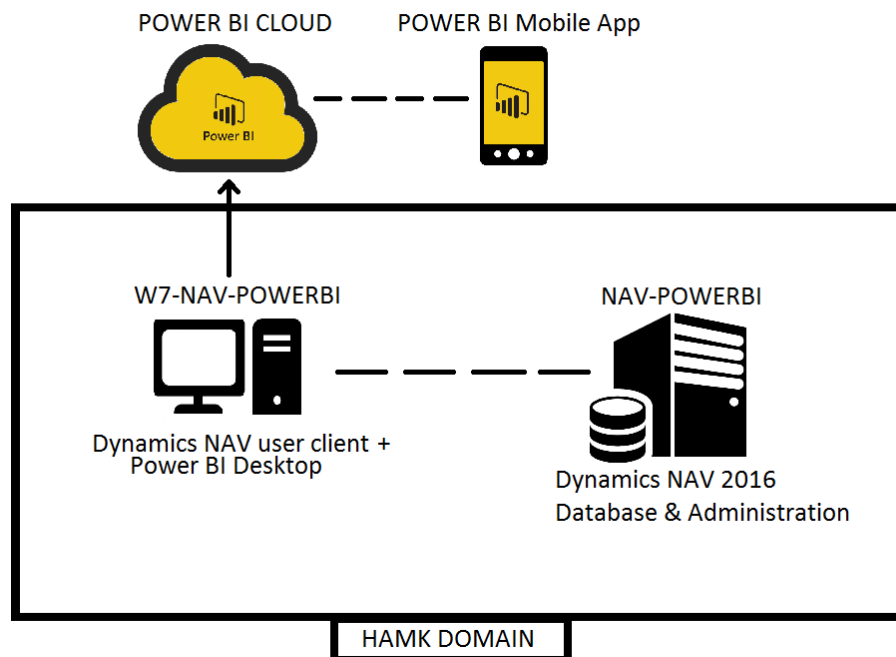 POWER BI CLOUD
POWER BI Mobile App
Power BI
W7-NAV-POWERBI
NAV-POWERBI
Dynamics NAV user client +
Power BI Desktop
Dynamics NAV 2016
Database & Administration
HAMK DOMAIN